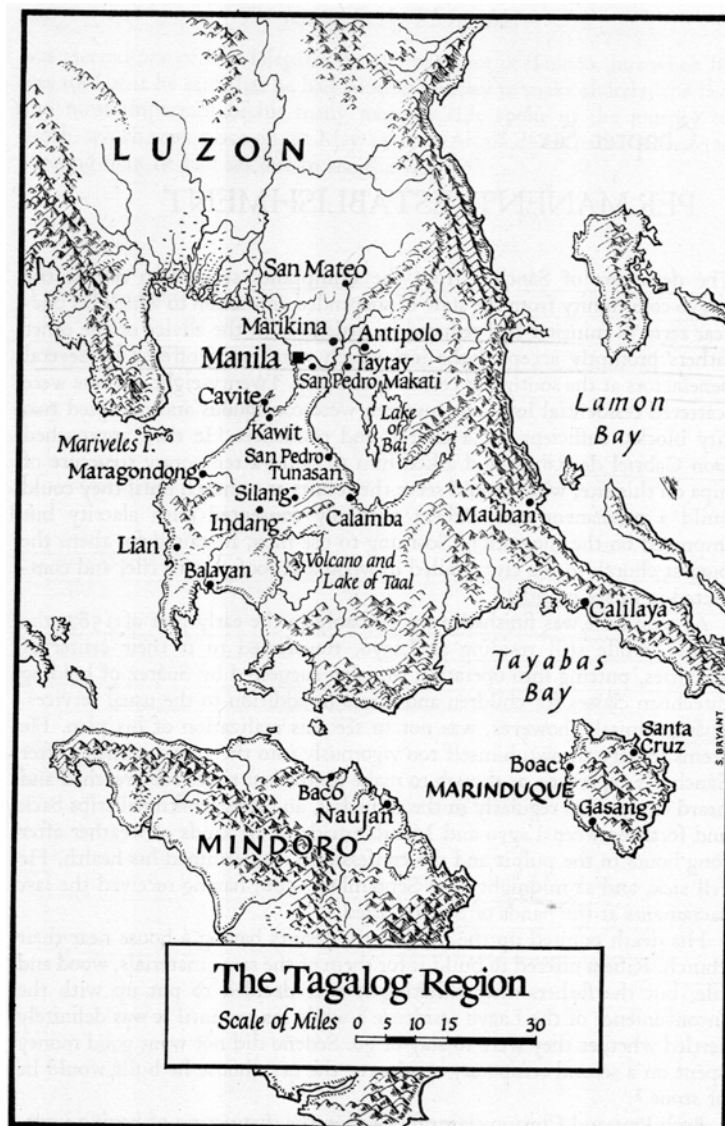 LUZON
San Mateo
Marikina
Antipolo
Manila
Taytay
San Pedro Makati
Cavite
Kawit
Lake
of
Bai
Lamon
Bay
Mariveles I
Maragondong
San Pedro
Tunasan
Silang
Indang
Calamba
Mauban
Lian
Balayan
Volcano and
Lake of Taal
Calilaya
Tayabas
Bay
S. BRYANT
Santa
Cruz
Boac
MARINDUQUE
Gasang
Baco
Naujan
MINDORO
The Tagalog Region
Scale of Miles 0 5 10 15 30